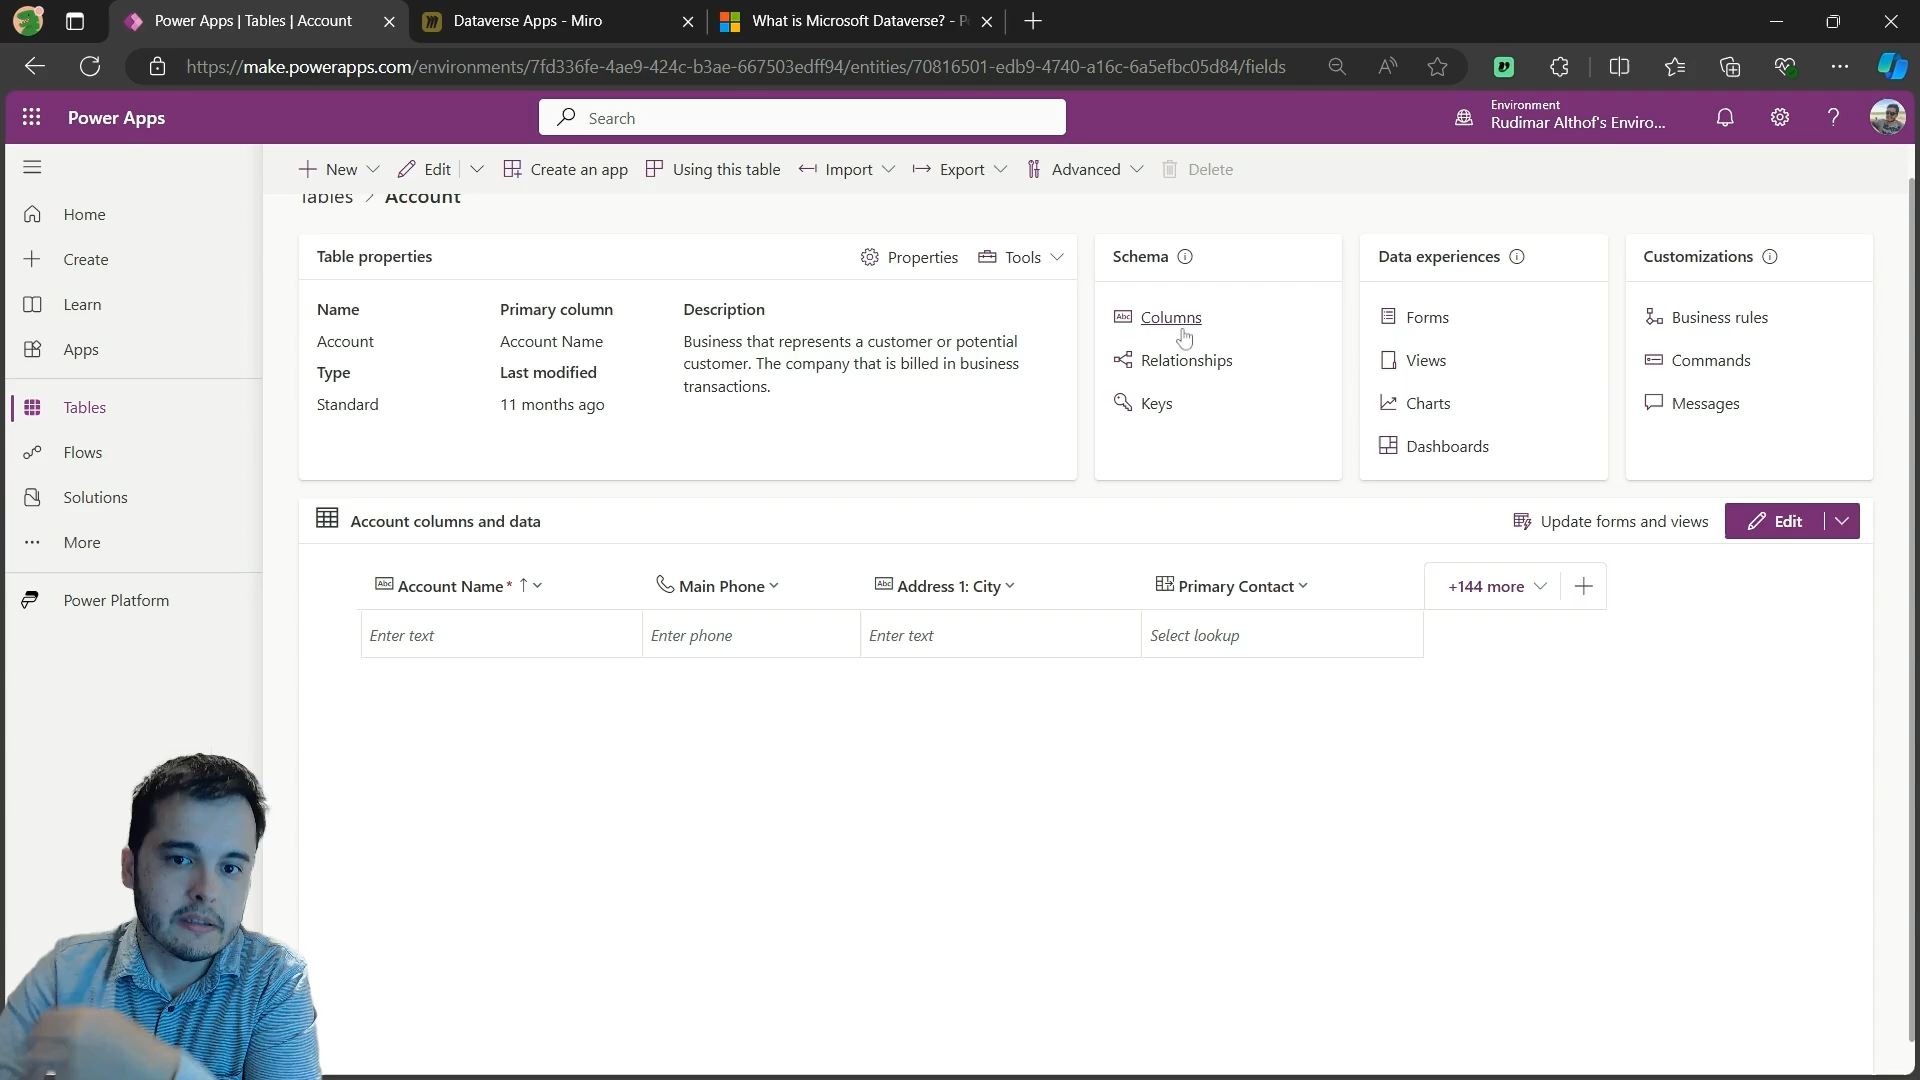 Power Apps | Tables | Account
Dataverse Apps - Miro
What is Microsoft Dataverse? - P
https://make.powerapps.com/environments/7fd336fe-4ae9-424c-b3ae-667503edff94/entities/70816501-edb9-4740-a16c-6a5efbc05d84/fields
Power Apps
Search
Environment
Rudimar Althof's Enviro...
New
Edit
Create an app
Using this table
Import
Export
Advanced
Delete
Tables > Account
Home
Create
Learn
Apps
Tables
Flows
Solutions
More
Power Platform
Table properties
Properties
Tools
Name
Account
Type
Standard
Primary column
Account Name
Last modified
11 months ago
Description
Business that represents a customer or potential
customer. The company that is billed in business
transactions.
Schema
Columns
Relationships
Keys
Data experiences
Forms
Views
Charts
Dashboards
Customizations
Business rules
Commands
Messages
Account columns and data
Update forms and views
Edit
Account Name *
Main Phone
Address 1: City
Primary Contact
+144 more
Enter text
Enter phone
Enter text
Select lookup